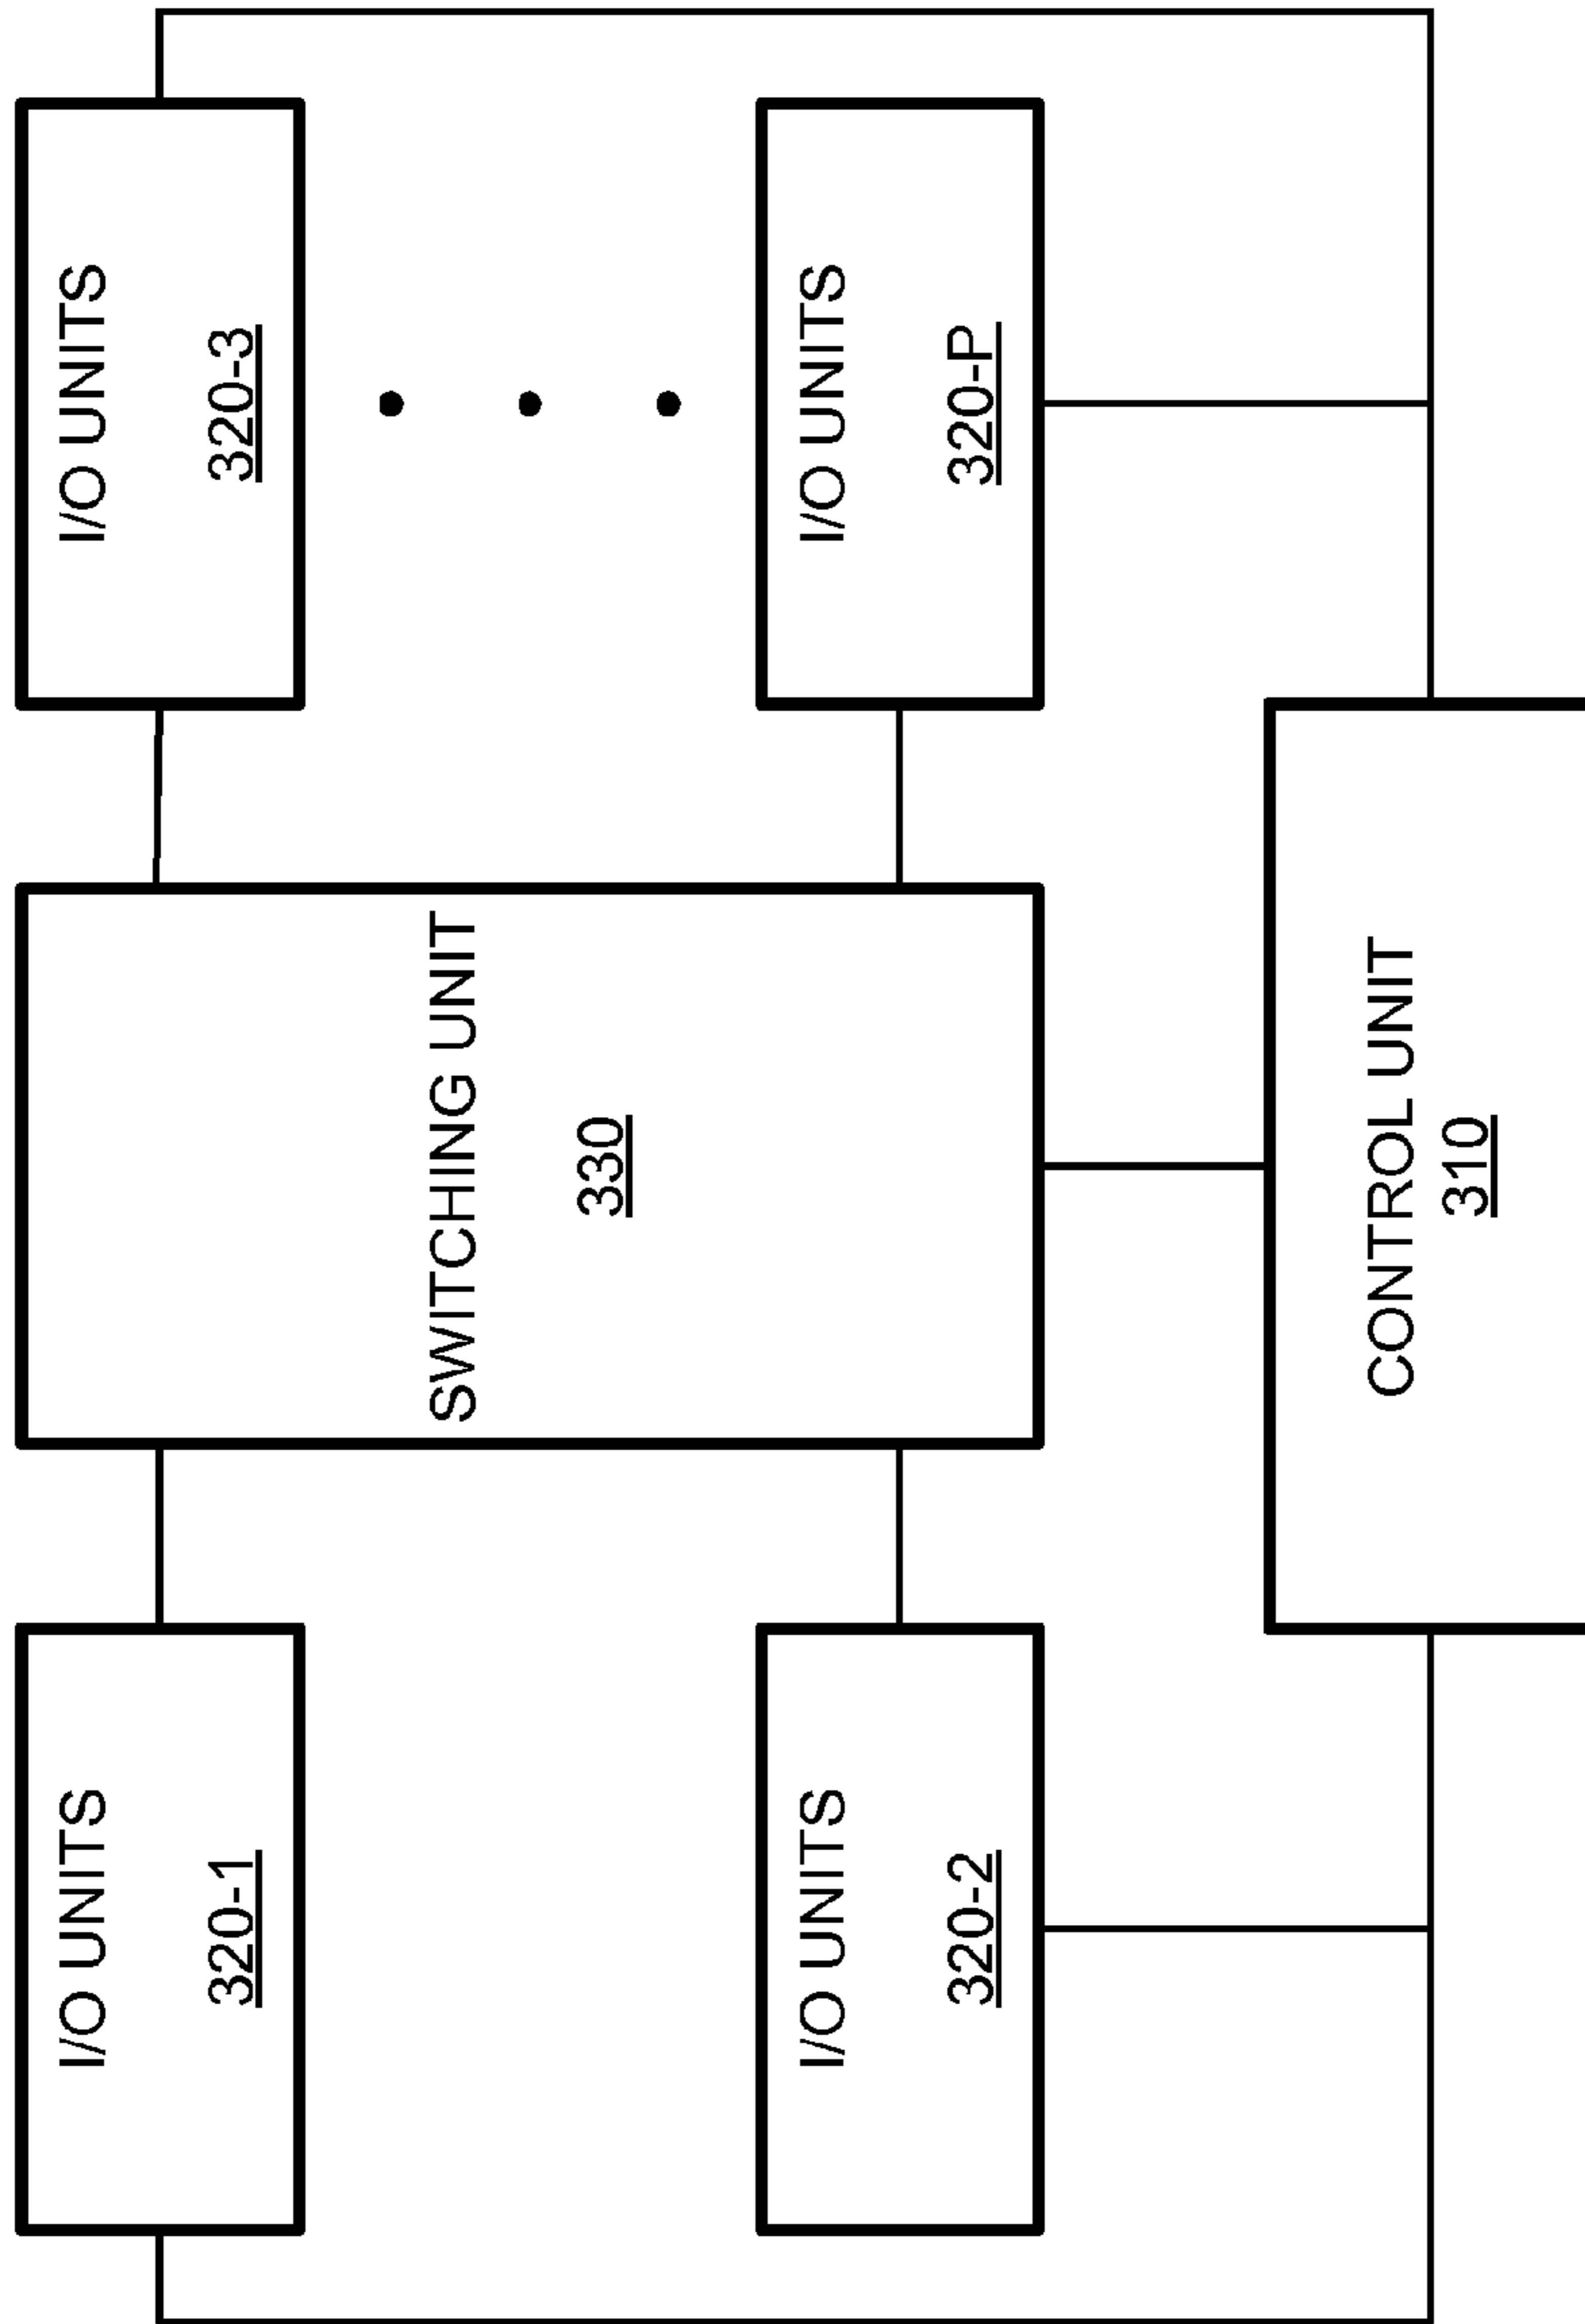 I/O UNITS
320-1
SWITCHING UNIT
330
I/O UNITS
320-3
I/O UNITS
320-2
I/O UNITS
320-P
CONTROL UNIT
310